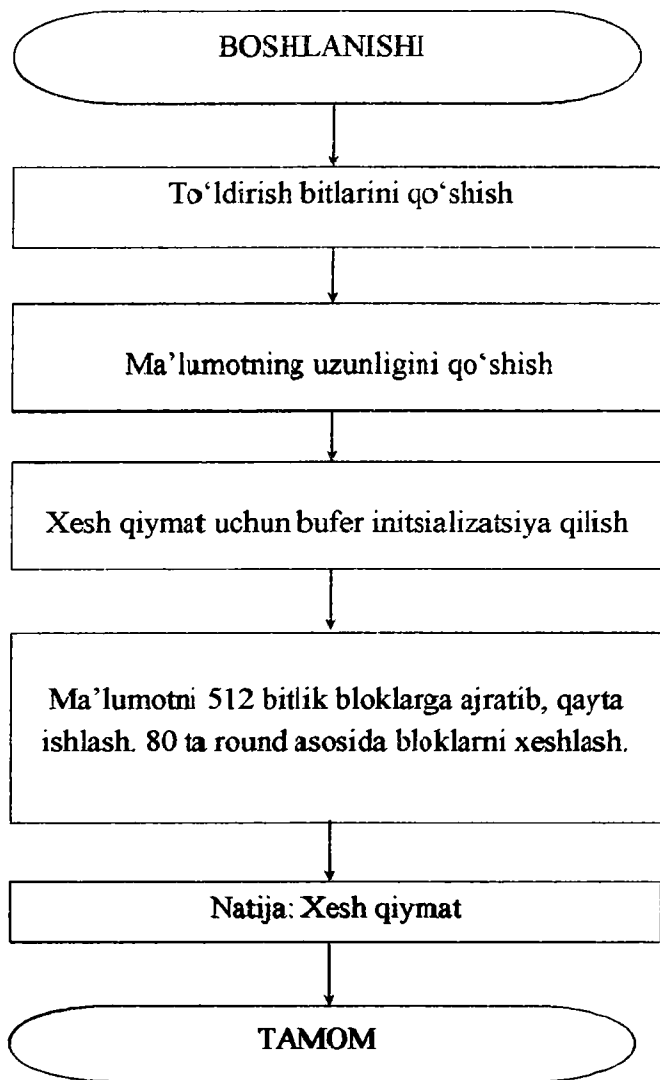 BOSHLANISHI
To‘ldirish bitlarini qo‘shish
Ma’lumotning uzunligini qo‘shish
Xesh qiymat uchun bufer initsializatsiya qilish
Ma’lumotni 512 bitlik bloklarga ajratib, qayta
ishlash. 80 ta round asosida bloklarni xeshlash.
Natija: Xesh qiymat
TAMOM